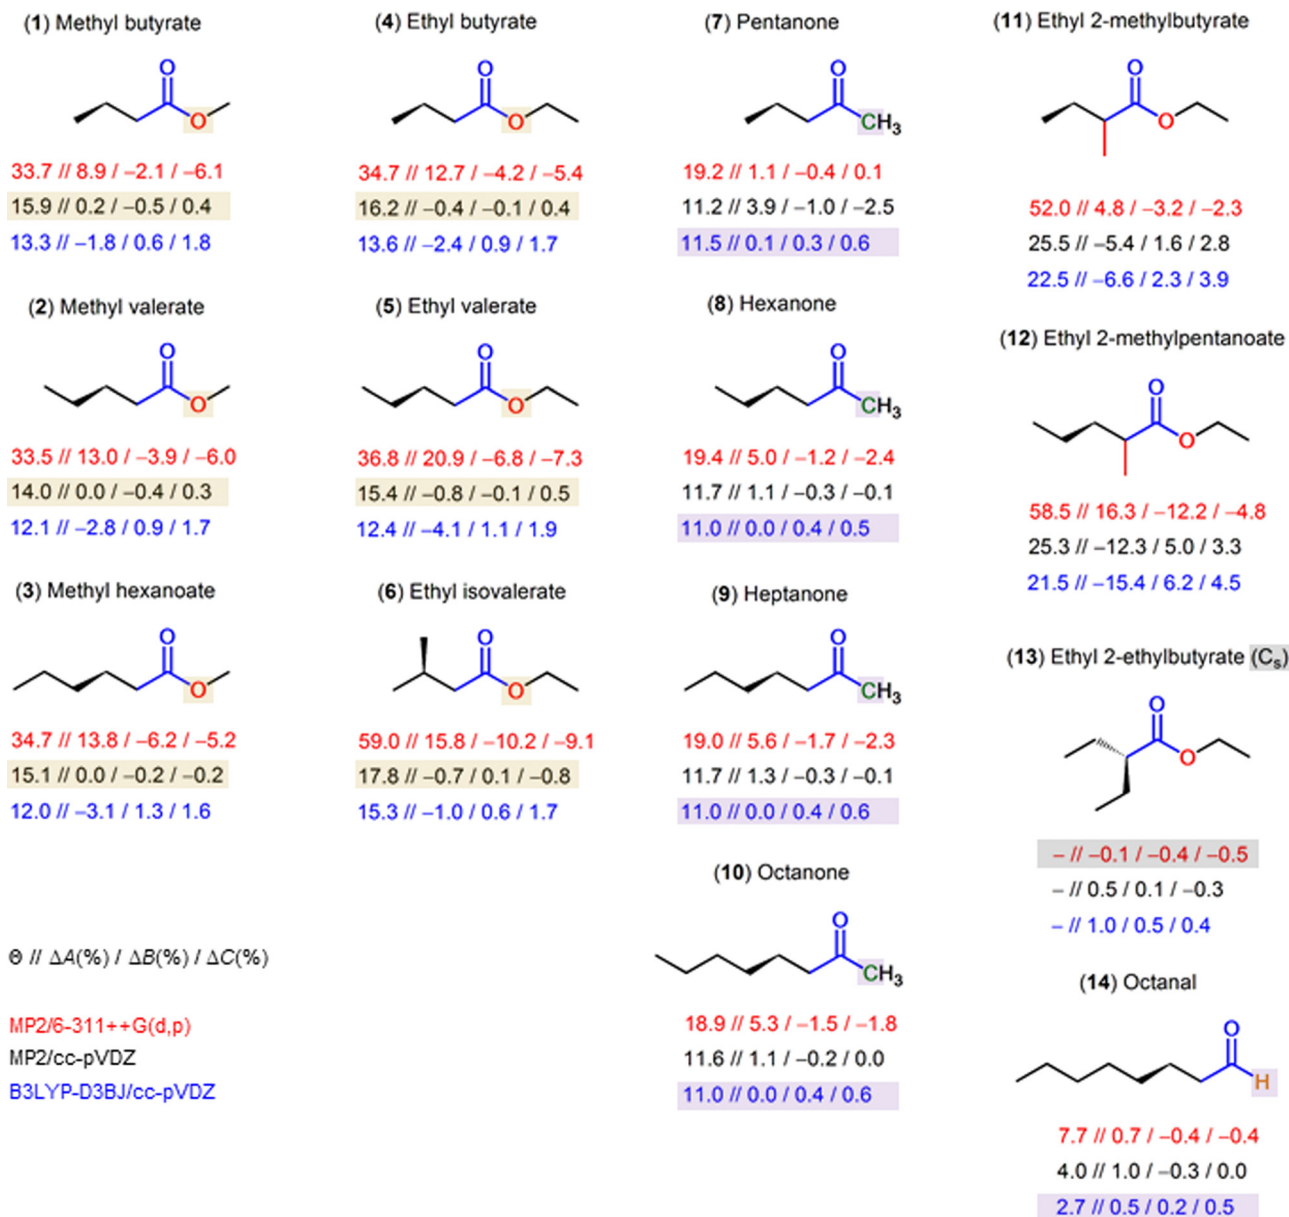 (1) Methyl butyrate
O
O
33.7 // 8.9 / −2.1 / −6.1
15.9 // 0.2 / −0.5 / 0.4
13.3 // −1.8 / 0.6 / 1.8
(2) Methyl valerate
O
O
33.5 // 13.0 / −3.9 / −6.0
14.0 // 0.0 / −0.4 / 0.3
12.1 // −2.8 / 0.9 / 1.7
(3) Methyl hexanoate
O
O
34.7 // 13.8 / −6.2 / −5.2
15.1 // 0.0 / −0.2 / −0.2
12.0 // −3.1 / 1.3 / 1.6
Θ // ΔA(%) / ΔB(%) / ΔC(%)
MP2/6-311++G(d,p)
MP2/cc-pVDZ
B3LYP-D3BJ/cc-pVDZ
(4) Ethyl butyrate
O
O
34.7 // 12.7 / −4.2 / −5.4
16.2 // −0.4 / −0.1 / 0.4
13.6 // −2.4 / 0.9 / 1.7
(5) Ethyl valerate
O
O
36.8 // 20.9 / −6.8 / −7.3
15.4 // −0.8 / −0.1 / 0.5
12.4 // −4.1 / 1.1 / 1.9
(6) Ethyl isovalerate
O
O
59.0 // 15.8 / −10.2 / −9.1
17.8 // −0.7 / 0.1 / −0.8
15.3 // −1.0 / 0.6 / 1.7
(7) Pentanone
O
CH₃
19.2 // 1.1 / −0.4 / 0.1
11.2 // 3.9 / −1.0 / −2.5
11.5 // 0.1 / 0.3 / 0.6
(8) Hexanone
O
CH₃
19.4 // 5.0 / −1.2 / −2.4
11.7 // 1.1 / −0.3 / −0.1
11.0 // 0.0 / 0.4 / 0.5
(9) Heptanone
O
CH₃
19.0 // 5.6 / −1.7 / −2.3
11.7 // 1.3 / −0.3 / −0.1
11.0 // 0.0 / 0.4 / 0.6
(10) Octanone
O
CH₃
18.9 // 5.3 / −1.5 / −1.8
11.6 // 1.1 / −0.2 / 0.0
11.0 // 0.0 / 0.4 / 0.6
(11) Ethyl 2-methylbutyrate
O
O
52.0 // 4.8 / −3.2 / −2.3
25.5 // −5.4 / 1.6 / 2.8
22.5 // −6.6 / 2.3 / 3.9
(12) Ethyl 2-methylpentanoate
O
O
58.5 // 16.3 / −12.2 / −4.8
25.3 // −12.3 / 5.0 / 3.3
21.5 // −15.4 / 6.2 / 4.5
(13) Ethyl 2-ethylbutyrate (Cₛ)
O
O
− // −0.1 / −0.4 / −0.5
− // 0.5 / 0.1 / −0.3
− // 1.0 / 0.5 / 0.4
(14) Octanal
O
H
7.7 // 0.7 / −0.4 / −0.4
4.0 // 1.0 / −0.3 / 0.0
2.7 // 0.5 / 0.2 / 0.5